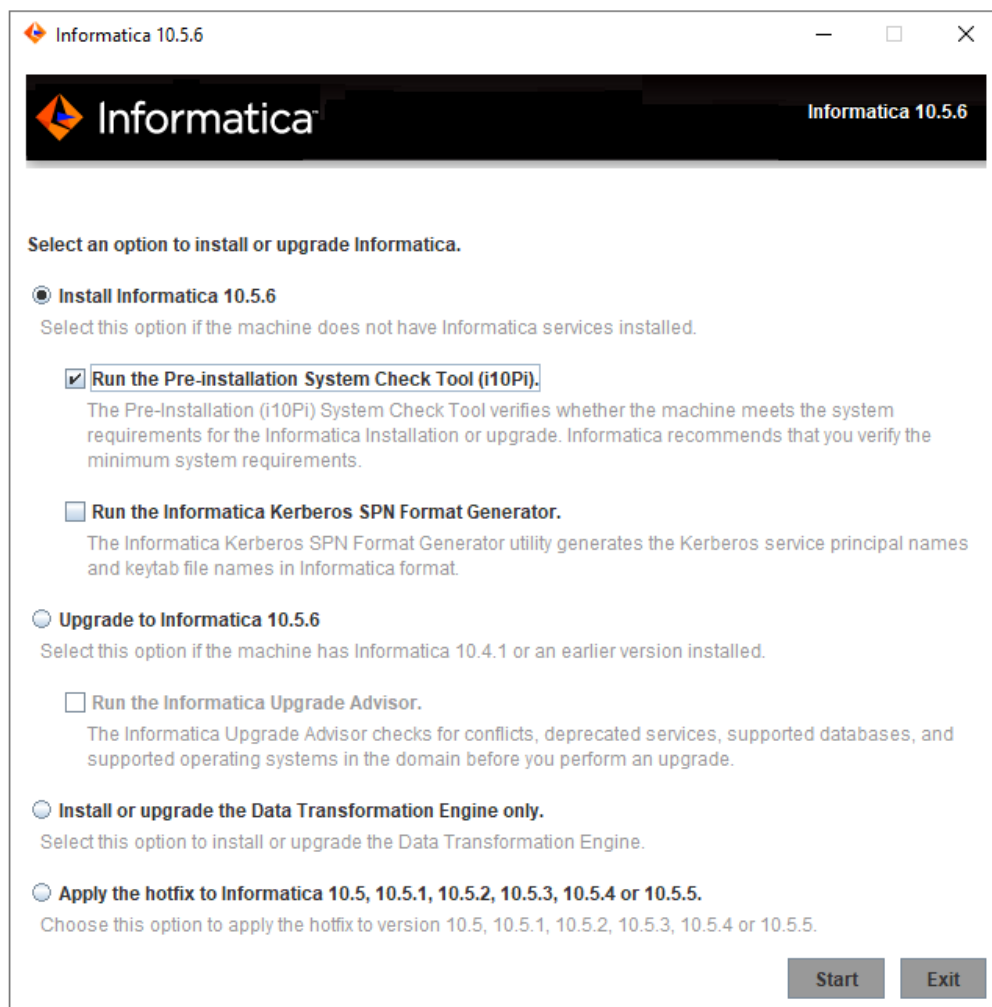 Informatica 10.5.6
Informatica
Informatica 10.5.6
Select an option to install or upgrade Informatica.
Install Informatica 10.5.6
Select this option if the machine does not have Informatica services installed.
Run the Pre-installation System Check Tool (i10Pi).
The Pre-Installation (i10Pi) System Check Tool verifies whether the machine meets the system
requirements for the Informatica Installation or upgrade. Informatica recommends that you verify the
minimum system requirements.
Run the Informatica Kerberos SPN Format Generator.
The Informatica Kerberos SPN Format Generator utility generates the Kerberos service principal names
and keytab file names in Informatica format.
Upgrade to Informatica 10.5.6
Select this option if the machine has Informatica 10.4.1 or an earlier version installed.
Run the Informatica Upgrade Advisor.
The Informatica Upgrade Advisor checks for conflicts, deprecated services, supported databases, and
supported operating systems in the domain before you perform an upgrade.
Install or upgrade the Data Transformation Engine only.
Select this option to install or upgrade the Data Transformation Engine.
Apply the hotfix to Informatica 10.5, 10.5.1, 10.5.2, 10.5.3, 10.5.4 or 10.5.5.
Choose this option to apply the hotfix to version 10.5, 10.5.1, 10.5.2, 10.5.3, 10.5.4 or 10.5.5.
Start
Exit